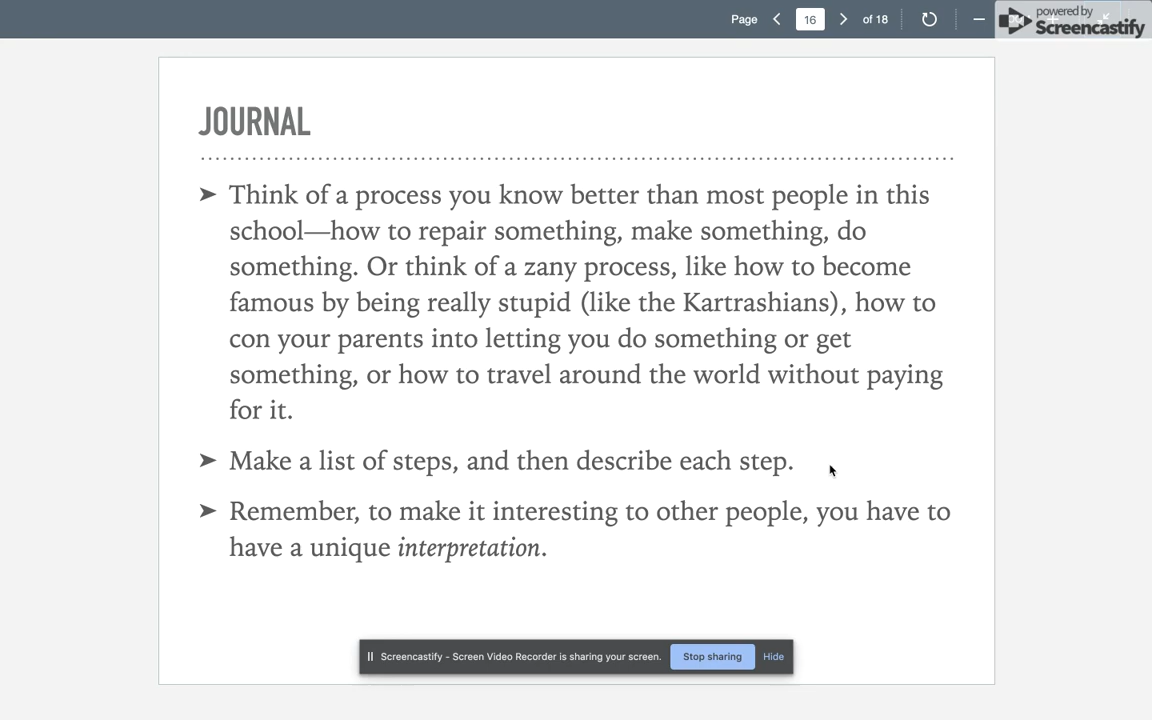 Page 16 of 18
powered by
Screencastify
JOURNAL
➤ Think of a process you know better than most people in this
school—how to repair something, make something, do
something. Or think of a zany process, like how to become
famous by being really stupid (like the Kartrashians), how to
con your parents into letting you do something or get
something, or how to travel around the world without paying
for it.
➤ Make a list of steps, and then describe each step.
➤ Remember, to make it interesting to other people, you have to
have a unique interpretation.
Screencastify - Screen Video Recorder is sharing your screen. Stop sharing Hide